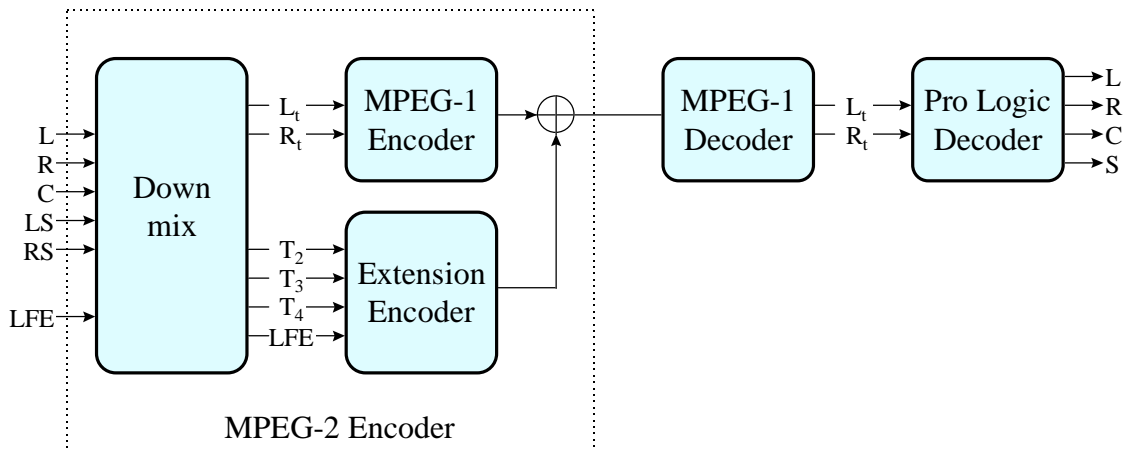 L
R
C
LS
RS
LFE
Down
mix
Lt
Rt
T2
T3
T4
LFE
MPEG-1
Encoder
Extension
Encoder
MPEG-2 Encoder
MPEG-1
Decoder
Lt
Rt
Pro Logic
Decoder
L
R
C
S